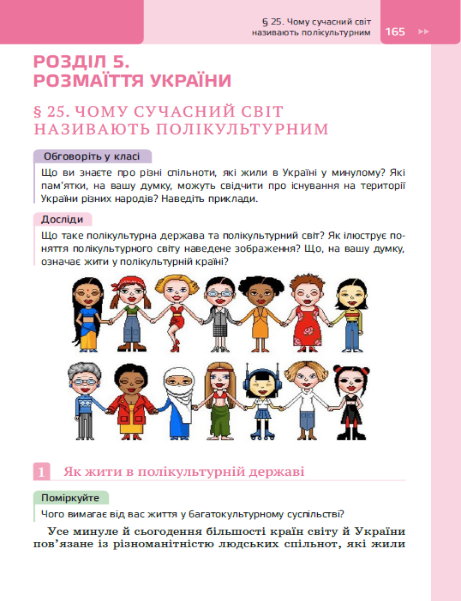 § 25. Чому сучасний світ
називають полікультурним
165
РОЗДІЛ 5.
РОЗМАЇТТЯ УКРАЇНИ
§ 25. ЧОМУ СУЧАСНИЙ СВІТ
НАЗИВАЮТЬ ПОЛІКУЛЬТУРНИМ
Обговоріть у класі
Що ви знаєте про різні спільноти, які жили в Україні у минулому? Які
пам’ятки, на вашу думку, можуть свідчити про існування на території
України різних народів? Наведіть приклади.
Досліди
Що таке полікультурна держава та полікультурний світ? Як ілюструє по-
няття полікультурного світу наведене зображення? Що, на вашу думку,
означає жити у полікультурній країні?
1 Як жити в полікультурній державі
Поміркуйте
Чого вимагає від вас життя у багатокультурному суспільстві?
Усе минуле й сьогодення більшості країн світу й України
пов’язане із різноманітністю людських спільнот, які жили